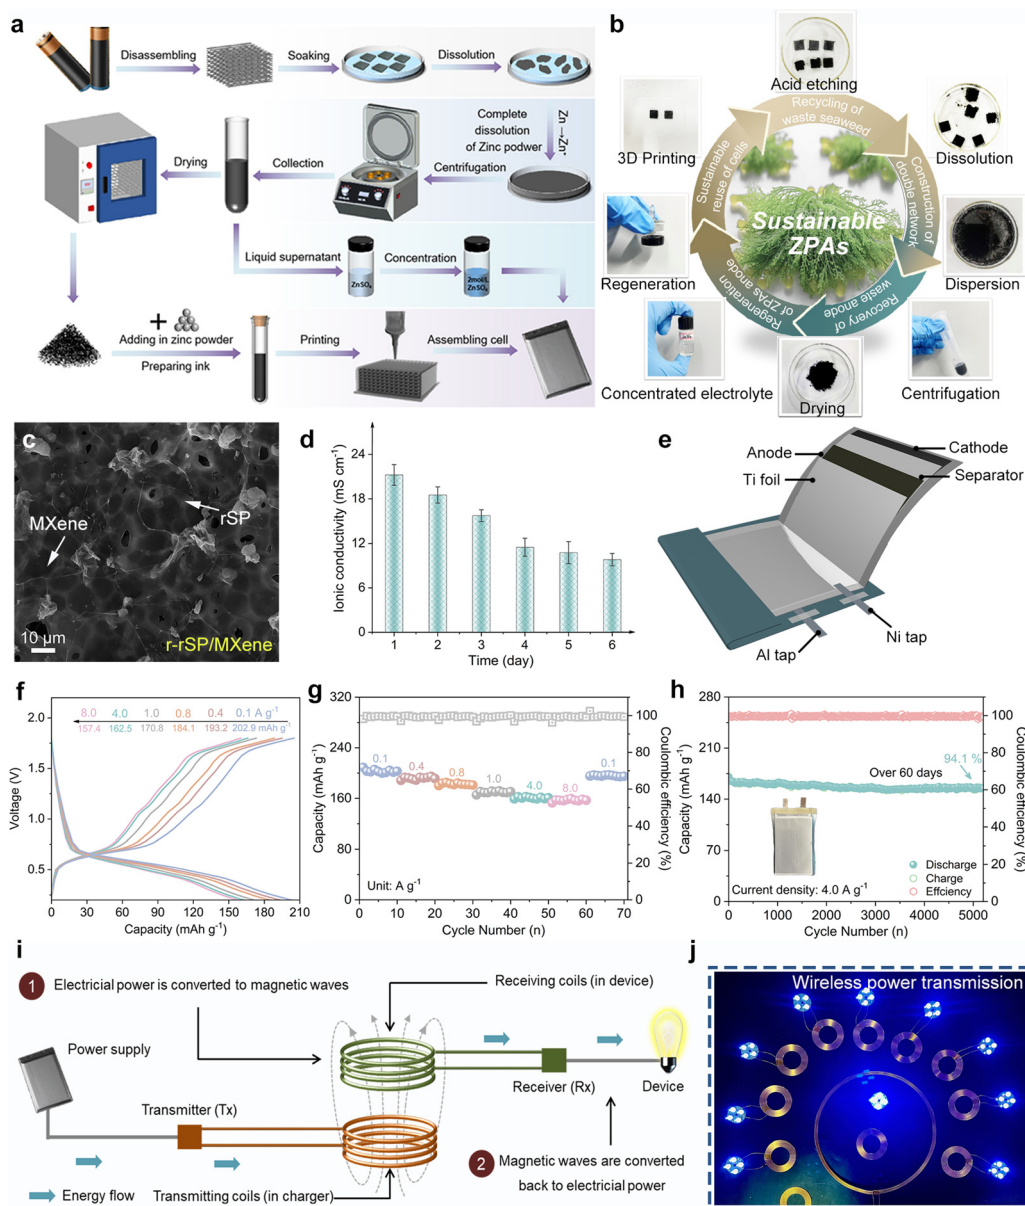 a
Disassembling
Soaking
Dissolution
Complete
dissolution
of Zinc podwer
Zn→Zn²⁺
Drying
Collection
Centrifugation
Liquid supernatant
Concentration
ZnSO₄
2mol/L
ZnSO₄
+
Adding in zinc powder
Preparing ink
Printing
Assembling cell
b
Acid etching
Recycling of
waste seaweed
3D Printing
Dissolution
Sustainable
reuse of cells
Construction of
double network
Sustainable
ZPAs
Regeneration
Dispersion
Regeneration
of ZPAs anode
Recovery of
waste anode
Concentrated electrolyte
Drying
Centrifugation
c
MXene
rSP
10 μm
r-rSP/MXene
d
Ionic conductivity (mS cm⁻¹)
24
18
12
6
0
1 2 3 4 5 6
Time (day)
e
Anode
Cathode
Ti foil
Separator
Ni tap
Al tap
f
8.0 4.0 1.0 0.8 0.4 0.1 A g⁻¹
157.4 162.5 170.8 184.1 193.2 202.9 mAh g⁻¹
Voltage (V)
2.0
1.5
1.0
0.5
0 30 60 90 120 150 180 210
Capacity (mAh g⁻¹)
g
Capacity (mAh g⁻¹)
320
240
200
160
80
0
0.1
0.4
0.8
1.0
4.0
8.0
0.1
Unit: A g⁻¹
100
80
60
40
20
0
Coulombic efficiency (%)
0 10 20 30 40 50 60 70
Cycle Number (n)
h
Capacity (mAh g⁻¹)
280
210
140
70
0
94.1 %
Over 60 days
Discharge
Charge
Effciency
Current density: 4.0 A g⁻¹
100
80
60
40
20
0
Coulombic efficiency (%)
0 1000 2000 3000 4000 5000
Cycle Number (n)
i
1 Electricial power is converted to magnetic waves
Receiving coils (in device)
Power supply
Transmitter (Tx)
Receiver (Rx)
Device
2 Magnetic waves are converted
back to electricial power
Energy flow
Transmitting coils (in charger)
j
Wireless power transmission